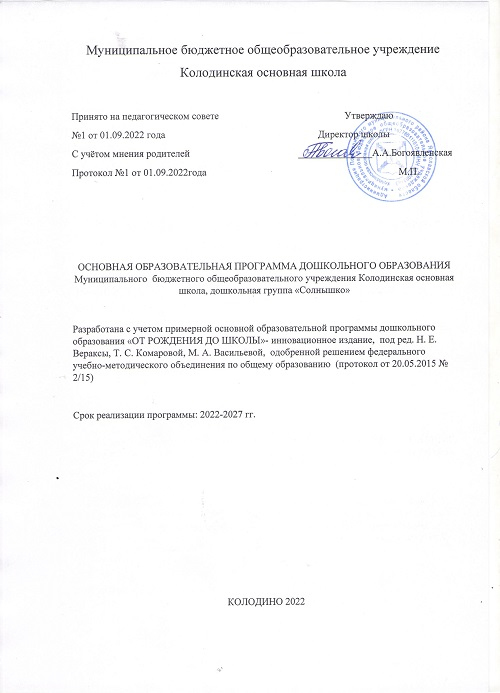 Муниципальное бюджетное общеобразовательное учреждение
Колодинская основная школа
Принято на педагогическом совете Утверждаю
№1 от 01.09.2022 года Директор школы
С учётом мнения родителей А.А.Богоявленская
Протокол №1 от 01.09.2022года М.П.
ОСНОВНАЯ ОБРАЗОВАТЕЛЬНАЯ ПРОГРАММА ДОШКОЛЬНОГО ОБРАЗОВАНИЯ
Муниципального бюджетного общеобразовательного учреждения Колодинская основная
школа, дошкольная группа «Солнышко»
Разработана с учетом примерной основной образовательной программы дошкольного
образования «ОТ РОЖДЕНИЯ ДО ШКОЛЫ»- инновационное издание, под ред. Н. Е.
Вераксы, Т. С. Комаровой, М. А. Васильевой, одобренной решением федерального
учебно-методического объединения по общему образованию (протокол от 20.05.2015 №
2/15)
Срок реализации программы: 2022-2027 гг.
КОЛОДИНО 2022